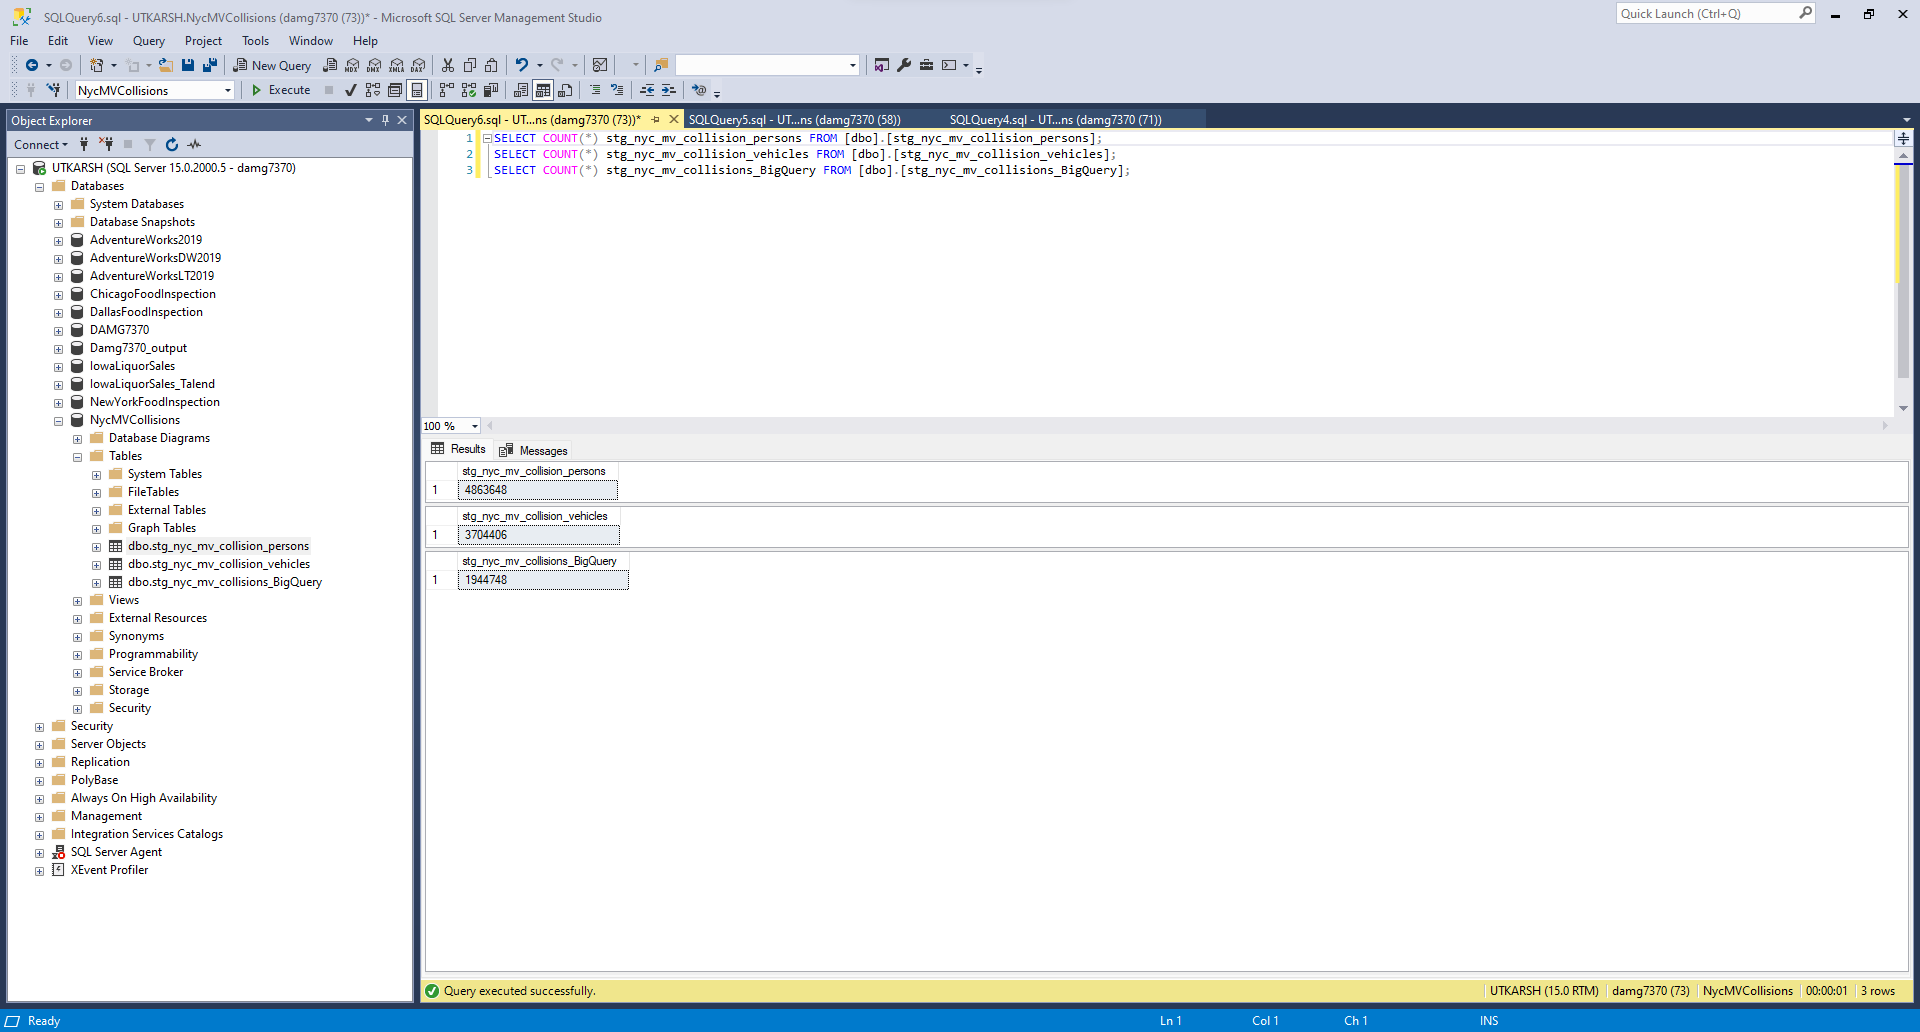 SQLQuery6.sql - UTKARSH.NycMVCollisions (damg7370 (73))* - Microsoft SQL Server Management Studio
Quick Launch (Ctrl+Q)
File Edit View Query Project Tools Window Help
New Query
MDX DMX XMLA DAX
NycMVCollisions
Execute
Object Explorer
SQLQuery6.sql - UT...ns (damg7370 (73))*
SQLQuery5.sql - UT...ns (damg7370 (58))
SQLQuery4.sql - UT...ns (damg7370 (71))
Connect
UTKARSH (SQL Server 15.0.2000.5 - damg7370)
Databases
System Databases
Database Snapshots
AdventureWorks2019
AdventureWorksDW2019
AdventureWorksLT2019
ChicagoFoodInspection
DallasFoodInspection
DAMG7370
Damg7370_output
IowaLiquorSales
IowaLiquorSales_Talend
NewYorkFoodInspection
NycMVCollisions
Database Diagrams
Tables
System Tables
FileTables
External Tables
Graph Tables
dbo.stg_nyc_mv_collision_persons
dbo.stg_nyc_mv_collision_vehicles
dbo.stg_nyc_mv_collisions_BigQuery
Views
External Resources
Synonyms
Programmability
Service Broker
Storage
Security
Security
Server Objects
Replication
PolyBase
Always On High Availability
Management
Integration Services Catalogs
SQL Server Agent
XEvent Profiler
1 SELECT COUNT(*) stg_nyc_mv_collision_persons FROM [dbo].[stg_nyc_mv_collision_persons];
2 SELECT COUNT(*) stg_nyc_mv_collision_vehicles FROM [dbo].[stg_nyc_mv_collision_vehicles];
3 SELECT COUNT(*) stg_nyc_mv_collisions_BigQuery FROM [dbo].[stg_nyc_mv_collisions_BigQuery];
100 %
Results Messages
stg_nyc_mv_collision_persons
1 4863648
stg_nyc_mv_collision_vehicles
1 3704406
stg_nyc_mv_collisions_BigQuery
1 1944748
Query executed successfully.
UTKARSH (15.0 RTM) damg7370 (73) NycMVCollisions 00:00:01 3 rows
Ready
Ln 1 Col 1 Ch 1 INS